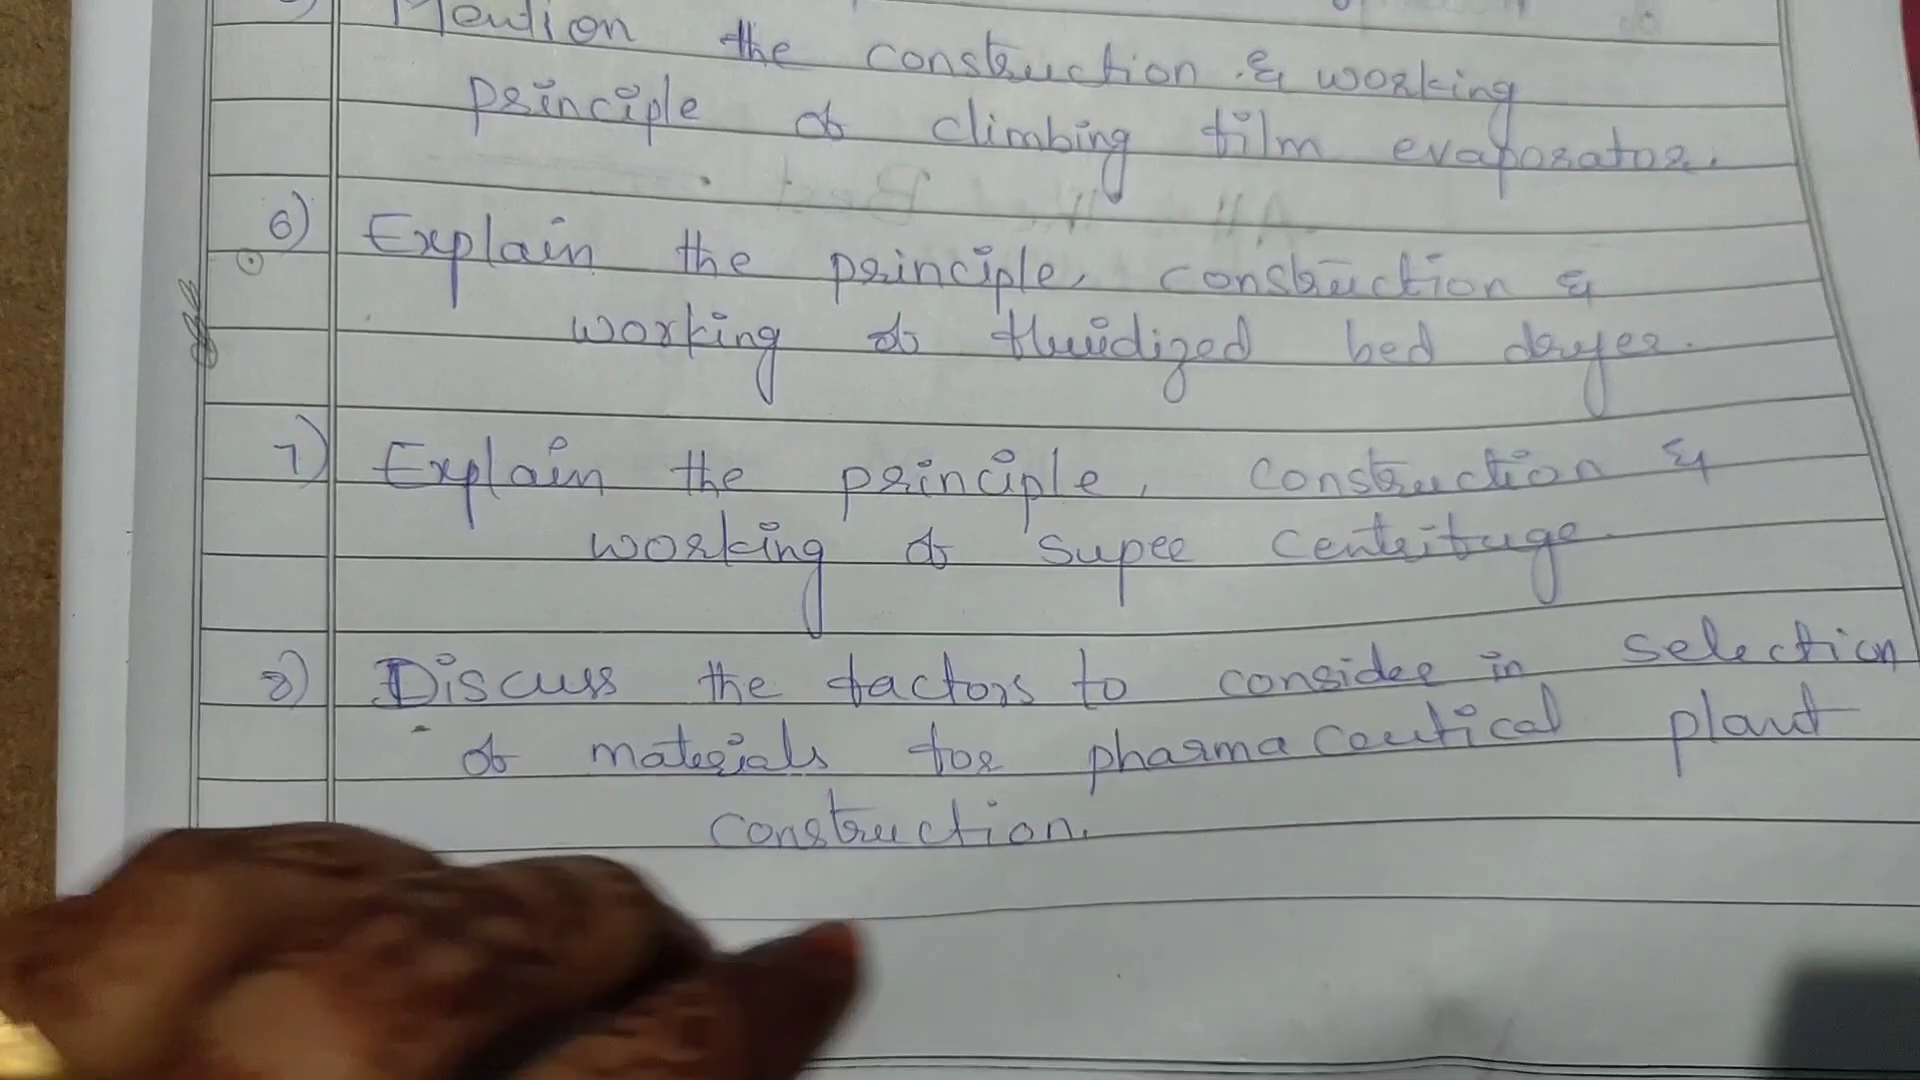 Mention the construction & working
principle of climbing film evaporator.
6) Explain the principle, construction &
working of fluidized bed dryer.
7) Explain the principle, construction &
working of super centrifuge.
8) Discuss the factors to consider in selection
of materials for pharmaceutical plant
construction.